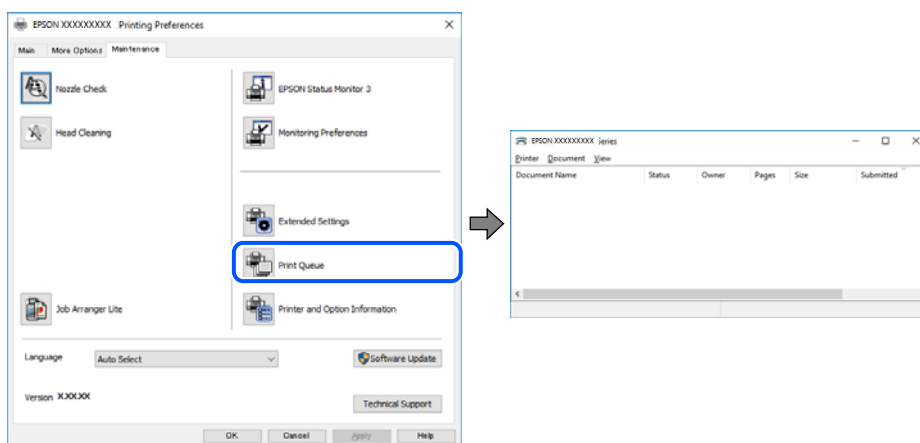 EPSON XXXXXXXXX Printing Preferences
Main More Options Maintenance
Nozzle Check
EPSON Status Monitor 3
Head Cleaning
Monitoring Preferences
Extended Settings
Print Queue
Job Arranger Lite
Printer and Option Information
Language Auto Select Software Update
Version X.XX.XX
Technical Support
OK Cancel Apply Help
EPSON XXXXXXXXX ieries
Printer Document View
Document Name Status Owner Pages Size Submitted